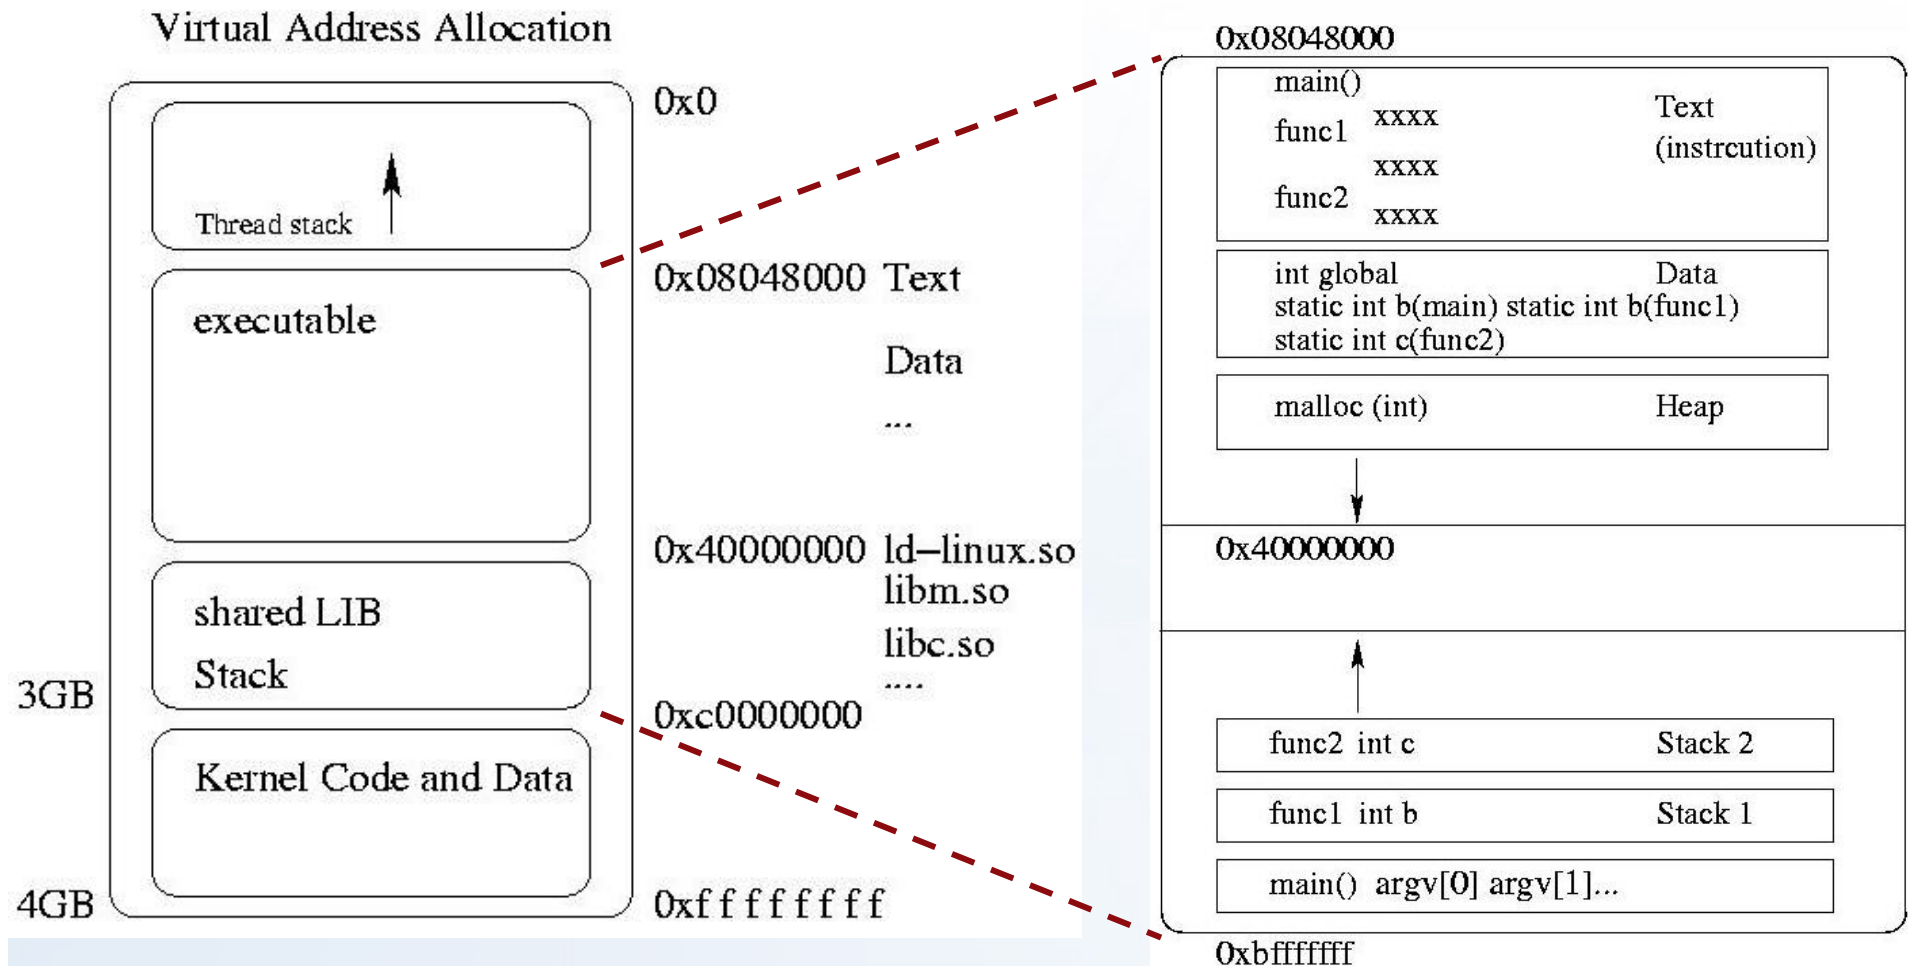 Virtual Address Allocation
0x0
Thread stack
0x08048000 Text
executable
Data
...
0x40000000 ld-linux.so
libm.so
shared LIB
libc.so
Stack
....
3GB
0xc0000000
Kernel Code and Data
4GB
0xf f f f f f f f
0x08048000
main()
xxxx
Text
func1
(instrcution)
xxxx
func2
xxxx
int global Data
static int b(main) static int b(func1)
static int c(func2)
malloc (int) Heap
0x40000000
func2 int c Stack 2
func1 int b Stack 1
main() argv[0] argv[1]...
0xbfffffff